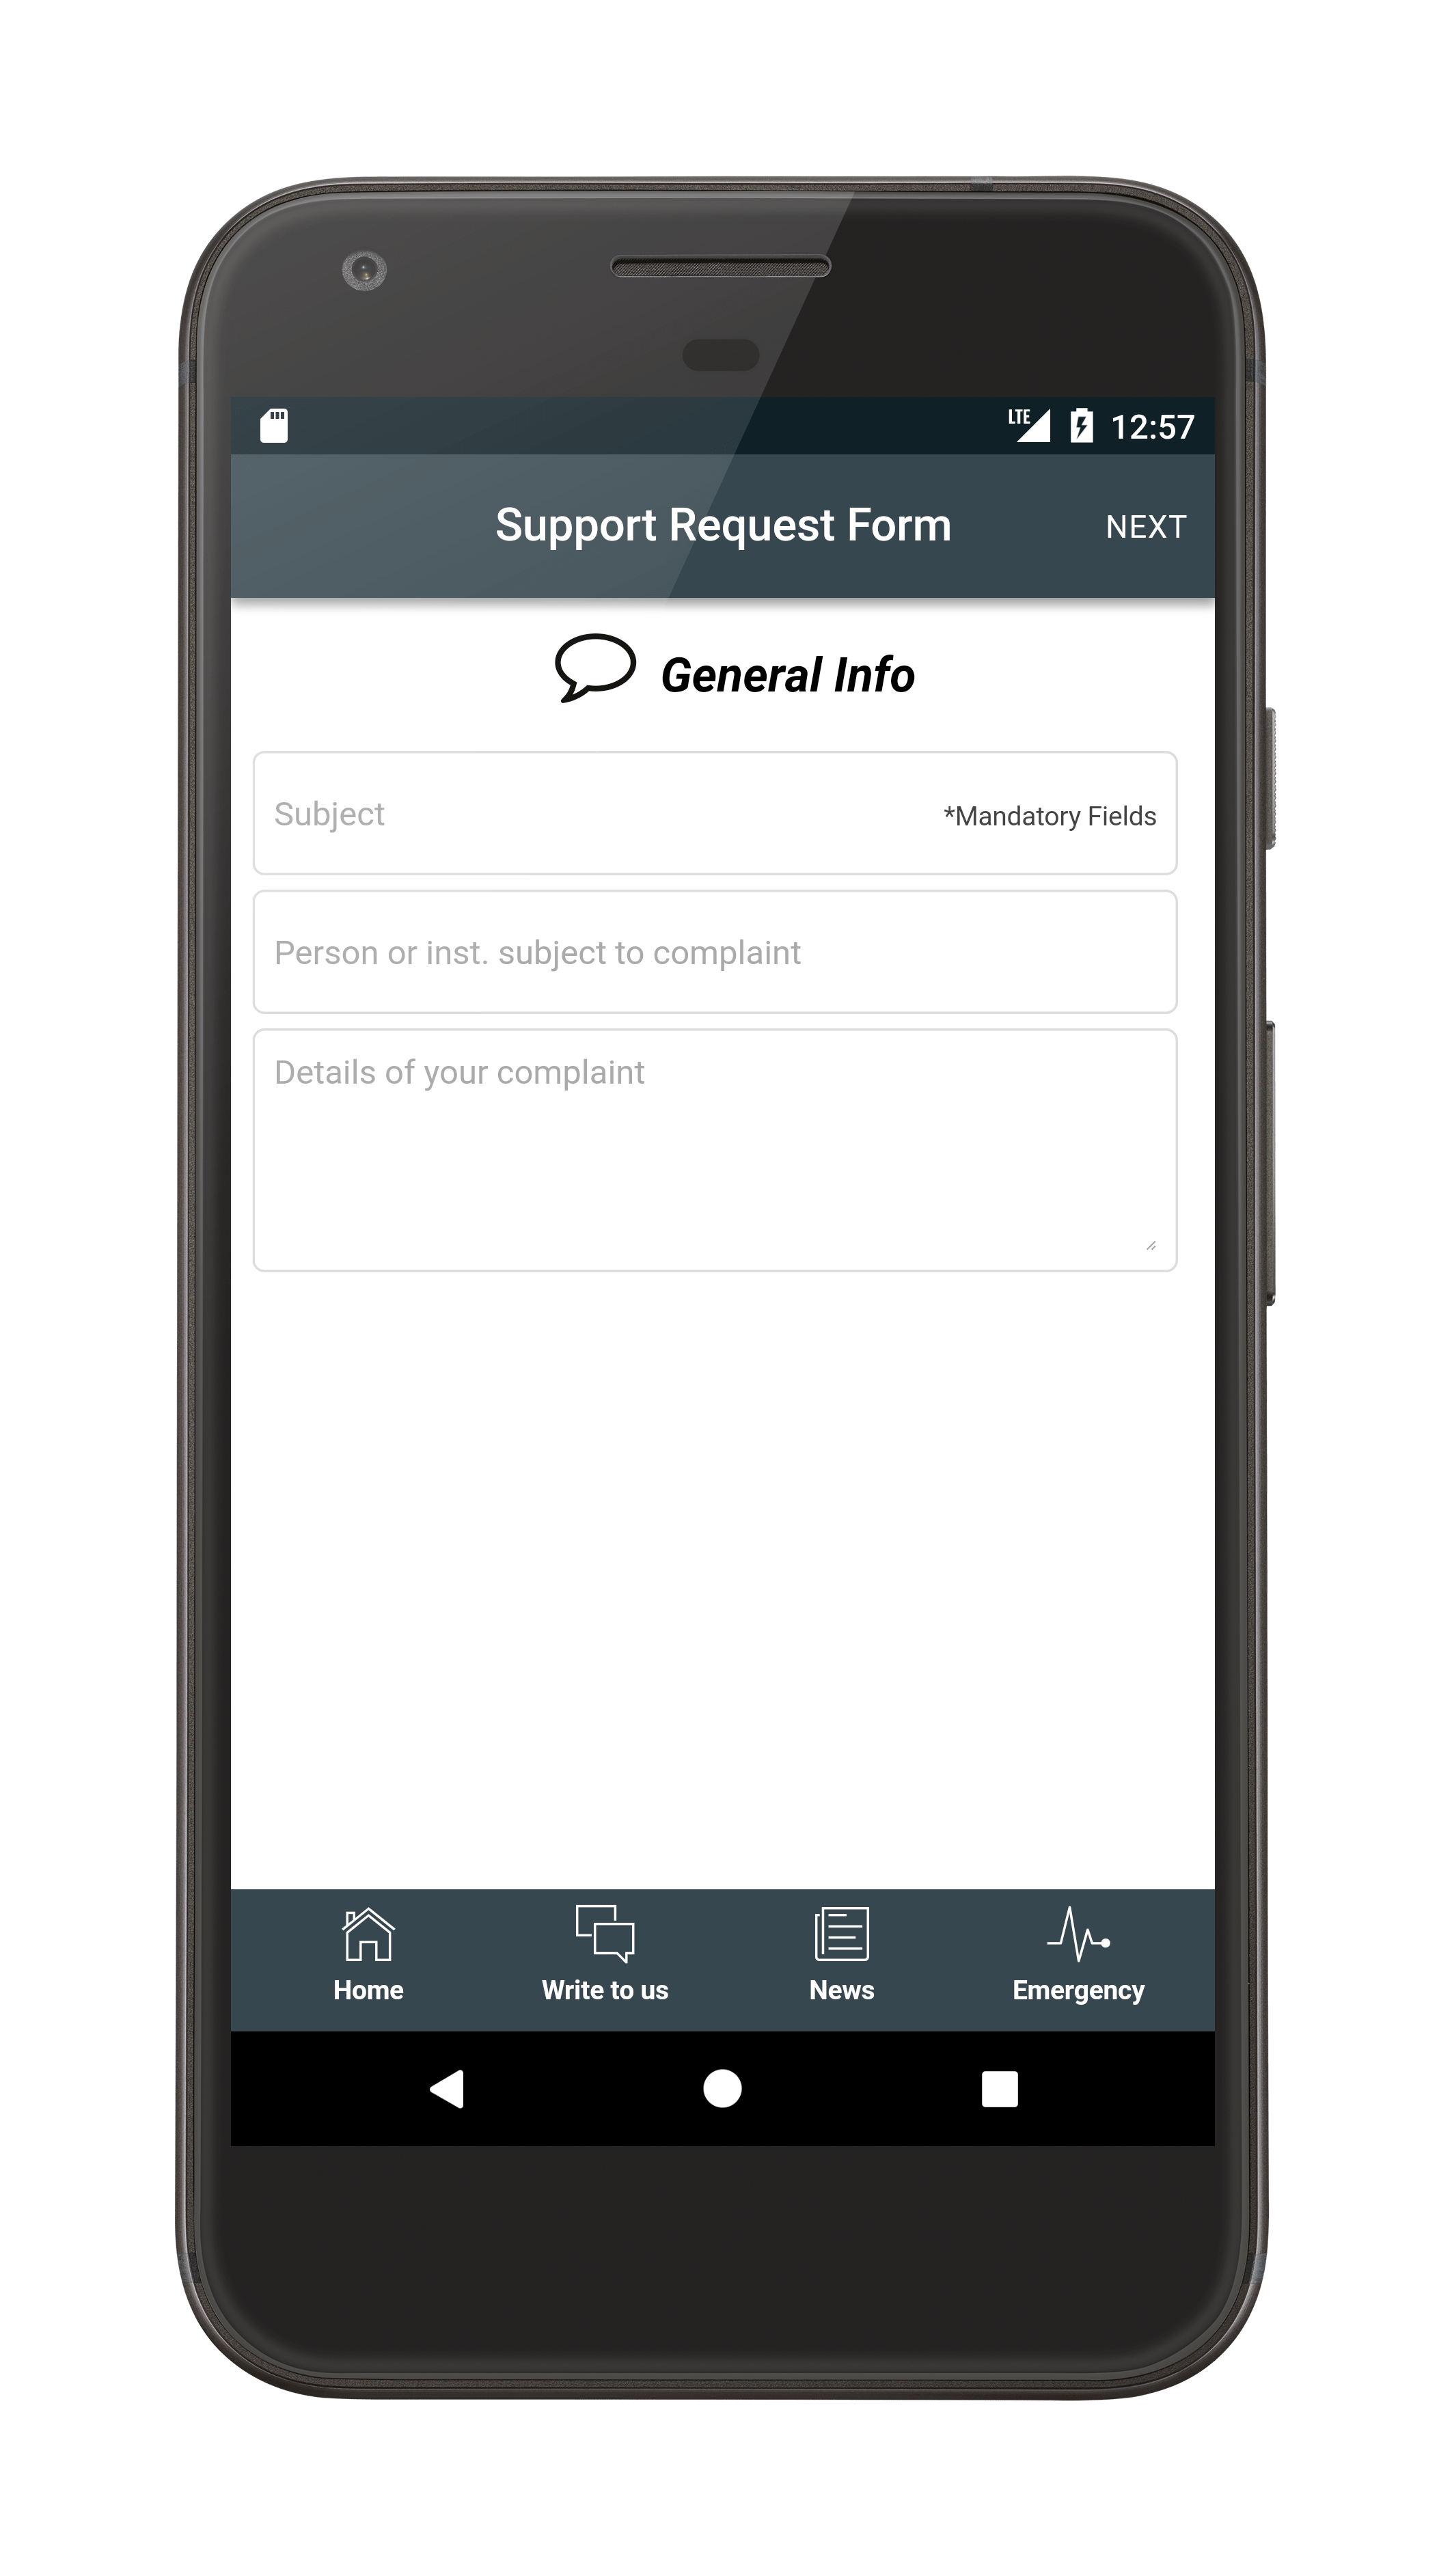 LTE 12:57
Support Request Form NEXT
General Info
Subject *Mandatory Fields
Person or inst. subject to complaint
Details of your complaint
Home Write to us News Emergency